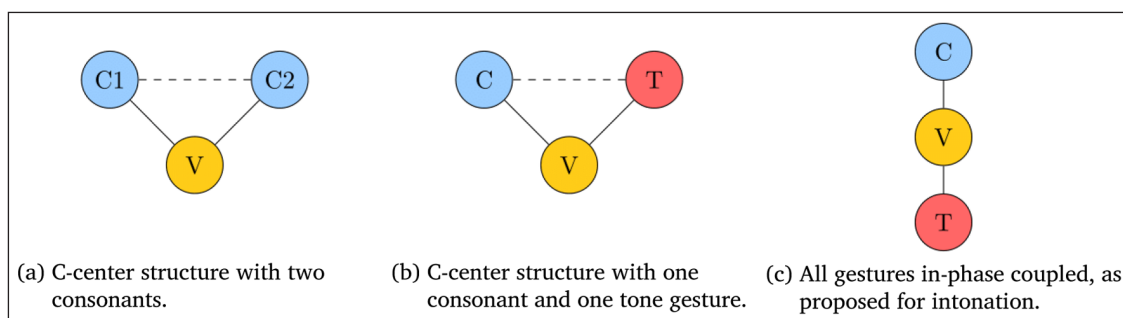 C1 C2
V
(a) C-center structure with two
consonants.
C T
V
(b) C-center structure with one
consonant and one tone gesture.
C
V
T
(c) All gestures in-phase coupled, as
proposed for intonation.